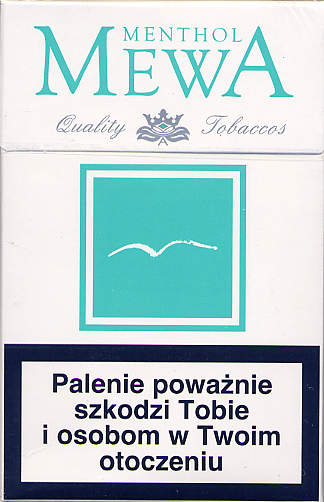 MENTHOL
MEWA
Quality Tobaccos
A
Palenie poważnie
szkodzi Tobie
i osobom w Twoim
otoczeniu